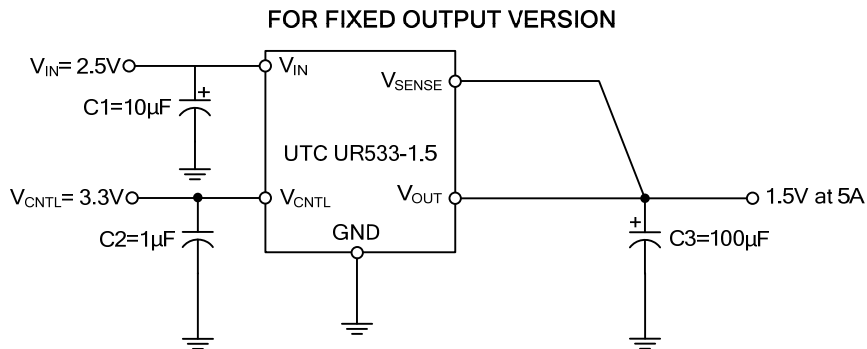 FOR FIXED OUTPUT VERSION
VIN= 2.5V
VIN
VSENSE
C1=10µF
+
UTC UR533-1.5
VCNTL= 3.3V
VCNTL
VOUT
1.5V at 5A
C2=1µF
GND
+
C3=100µF